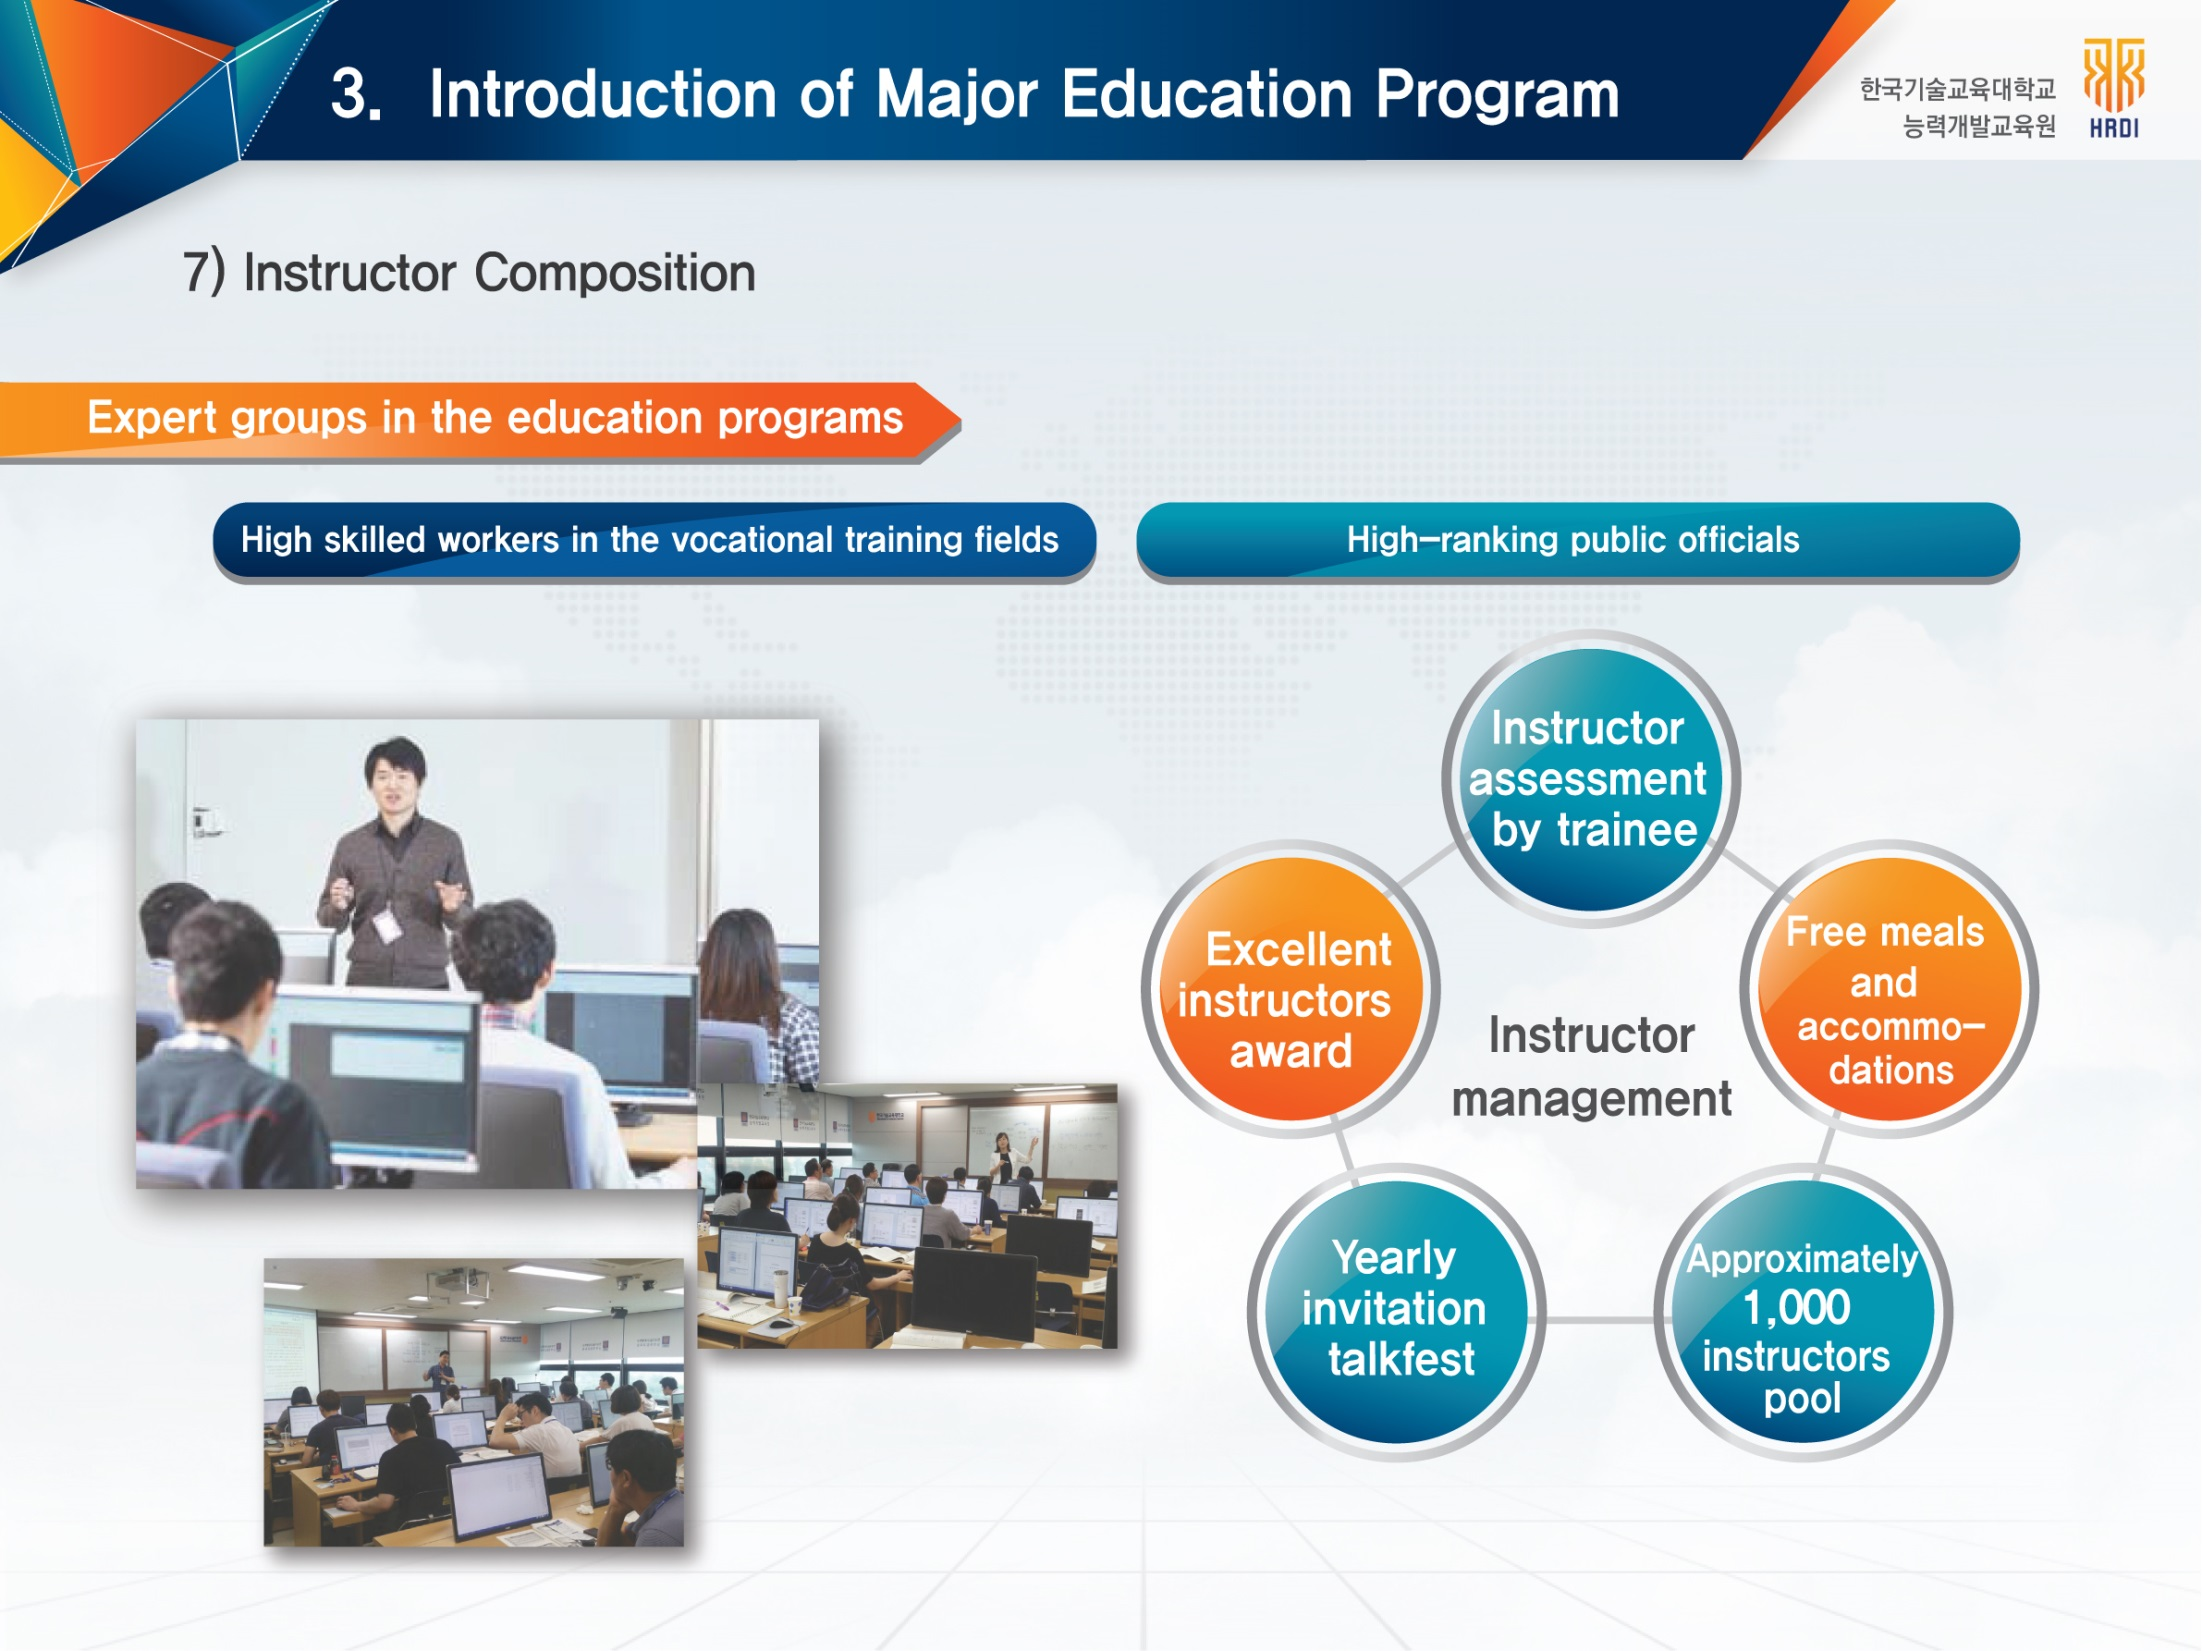 3. Introduction of Major Education Program
한국기술교육대학교
능력개발교육원
HRDI
7) Instructor Composition
Expert groups in the education programs
High skilled workers in the vocational training fields
High-ranking public officials
Instructor
assessment
by trainee
Excellent
instructors
award
Free meals
and
accommo-
dations
Instructor
management
Yearly
invitation
talkfest
Approximately
1,000
instructors
pool